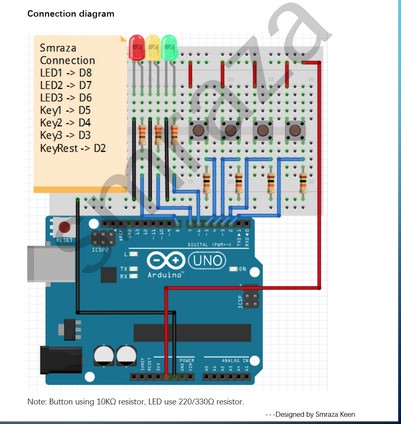 Connection diagram
Smraza
Connection
LED1 -> D8
LED2 -> D7
LED3 -> D6
Key1 -> D5
Key2 -> D4
Key3 -> D3
KeyRest -> D2
smraza
RESET
ICSP2
L
TX
RX
DIGITAL (PWM~)
UNO
Arduino™
ON
ICSP
POWER
ANALOG IN
Note: Button using 10KΩ resistor, LED use 220/330Ω resistor.
---Designed by Smraza Keen